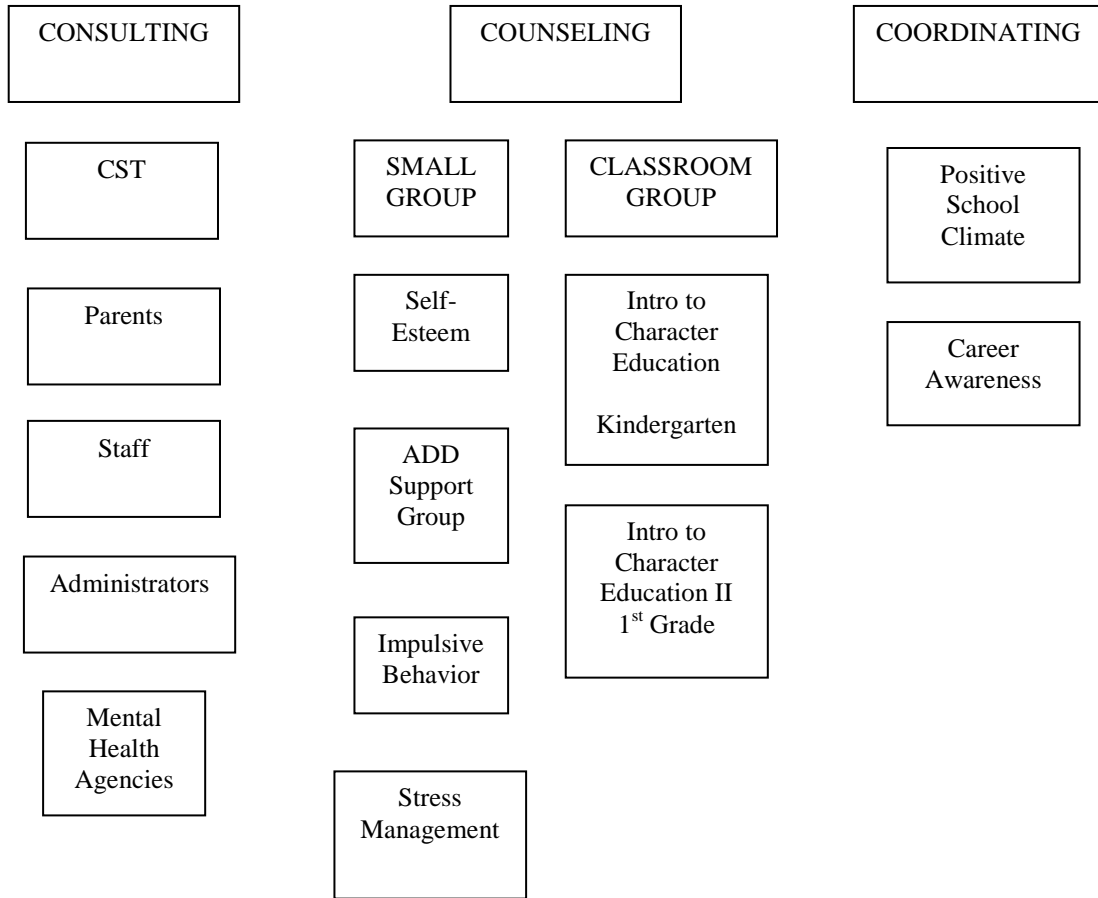 CONSULTING
COUNSELING
COORDINATING
CST
Parents
Staff
Administrators
Mental
Health
Agencies
SMALL
GROUP
Self-
Esteem
ADD
Support
Group
Impulsive
Behavior
Stress
Management
CLASSROOM
GROUP
Intro to
Character
Education
Kindergarten
Intro to
Character
Education II
1st Grade
Positive
School
Climate
Career
Awareness